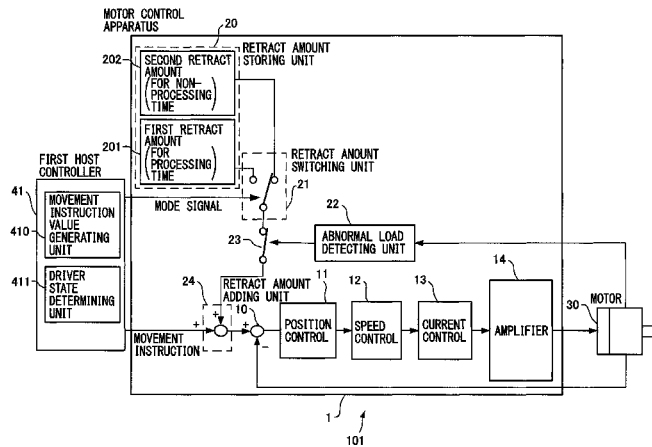 MOTOR CONTROL
APPARATUS
20
202
SECOND RETRACT
AMOUNT
(FOR NON-
PROCESSING
TIME)
RETRACT AMOUNT
STORING UNIT
201
FIRST RETRACT
AMOUNT
(FOR
PROCESSING
TIME)
RETRACT AMOUNT
SWITCHING UNIT
21
FIRST HOST
CONTROLLER
41
MOVEMENT
INSTRUCTION
VALUE
GENERATING
UNIT
410
MODE SIGNAL
22
ABNORMAL LOAD
DETECTING UNIT
23
14
DRIVER
STATE
DETERMINING
UNIT
411
RETRACT AMOUNT
ADDING UNIT
24
10
11
12
13
30
MOTOR
POSITION
CONTROL
SPEED
CONTROL
CURRENT
CONTROL
AMPLIFIER
+
+
+
−
MOVEMENT
INSTRUCTION
1
101